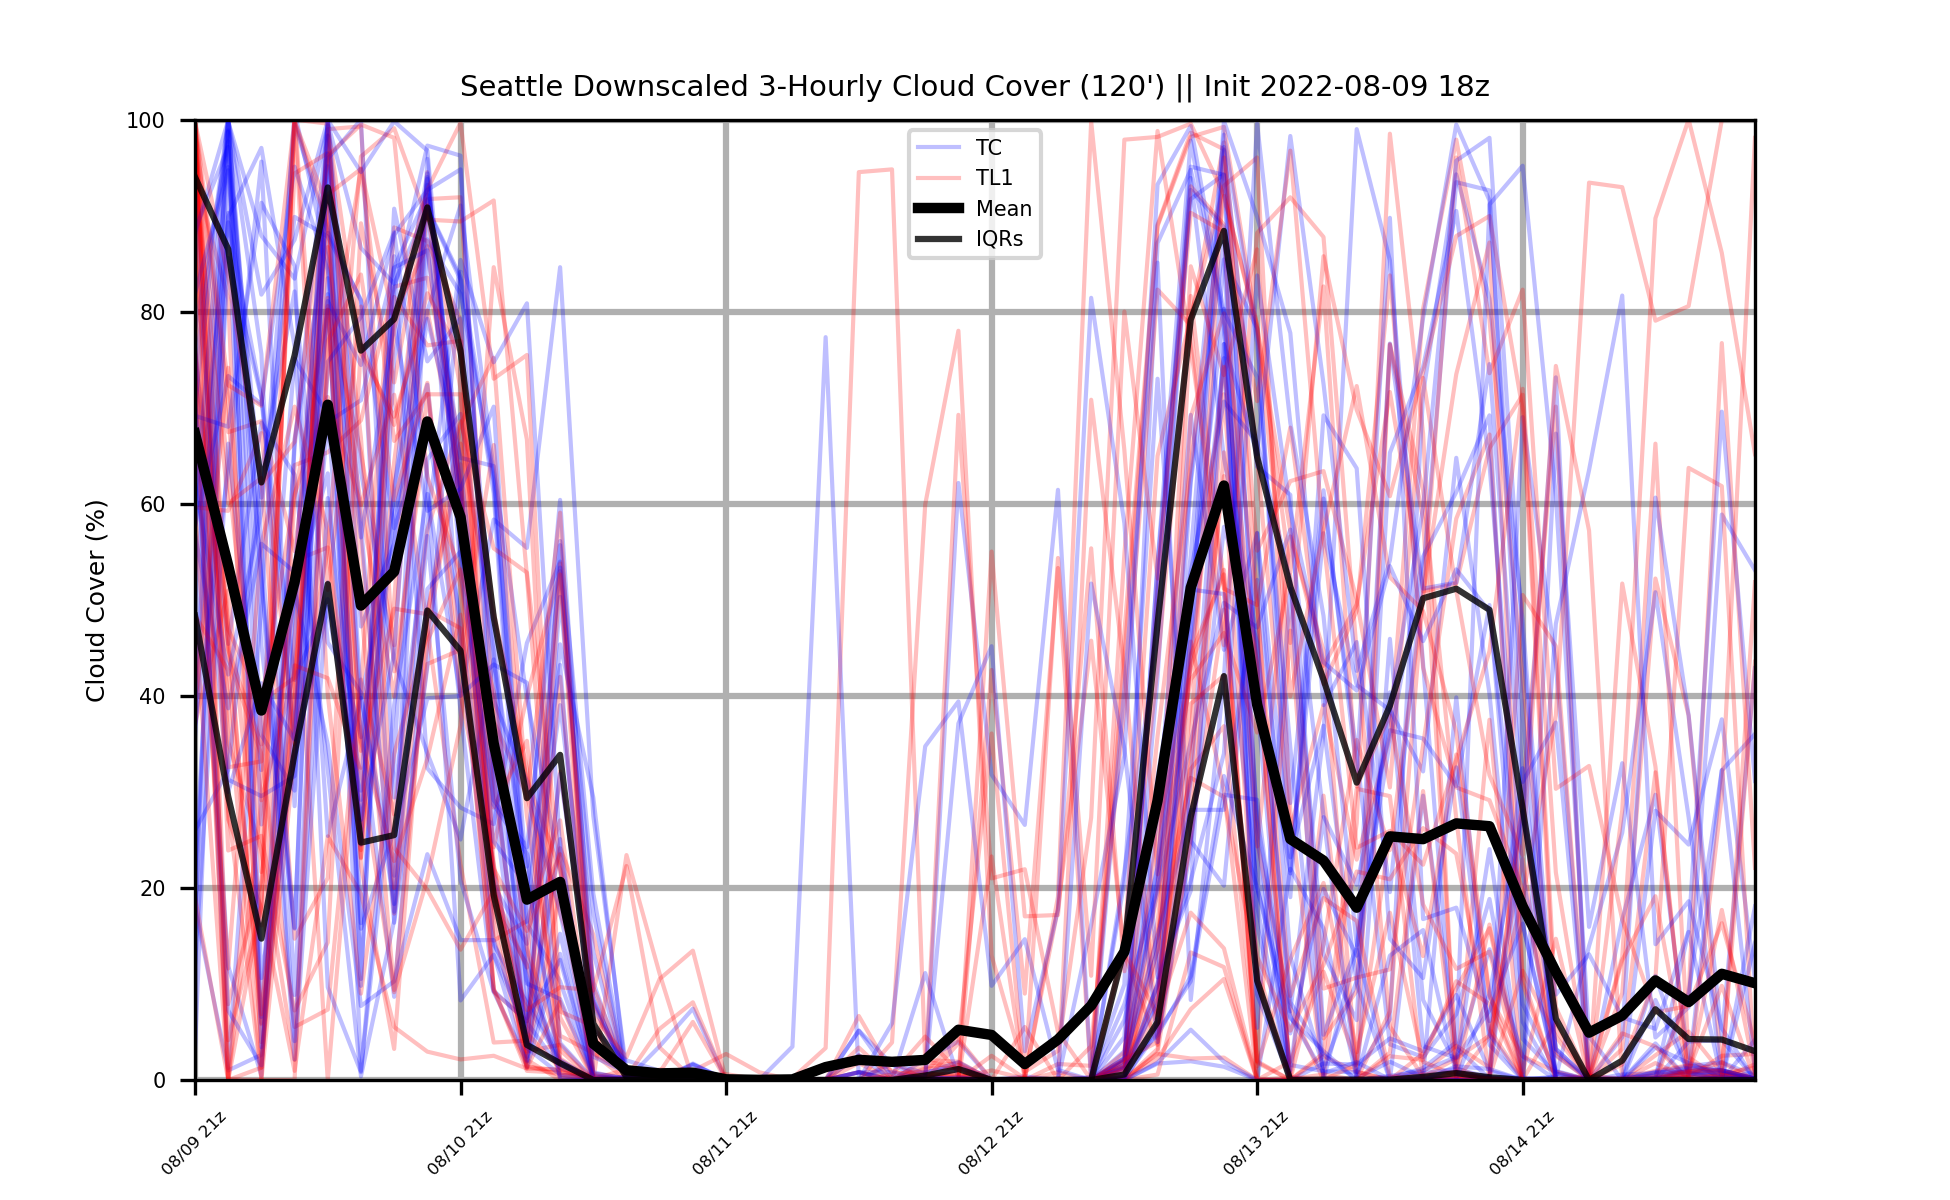 Seattle Downscaled 3-Hourly Cloud Cover (120') || Init 2022-08-09 18z
100
80
60
40
20
0
Cloud Cover (%)
TC
TL1
Mean
IQRs
08/09 21z
08/10 21z
08/11 21z
08/12 21z
08/13 21z
08/14 21z